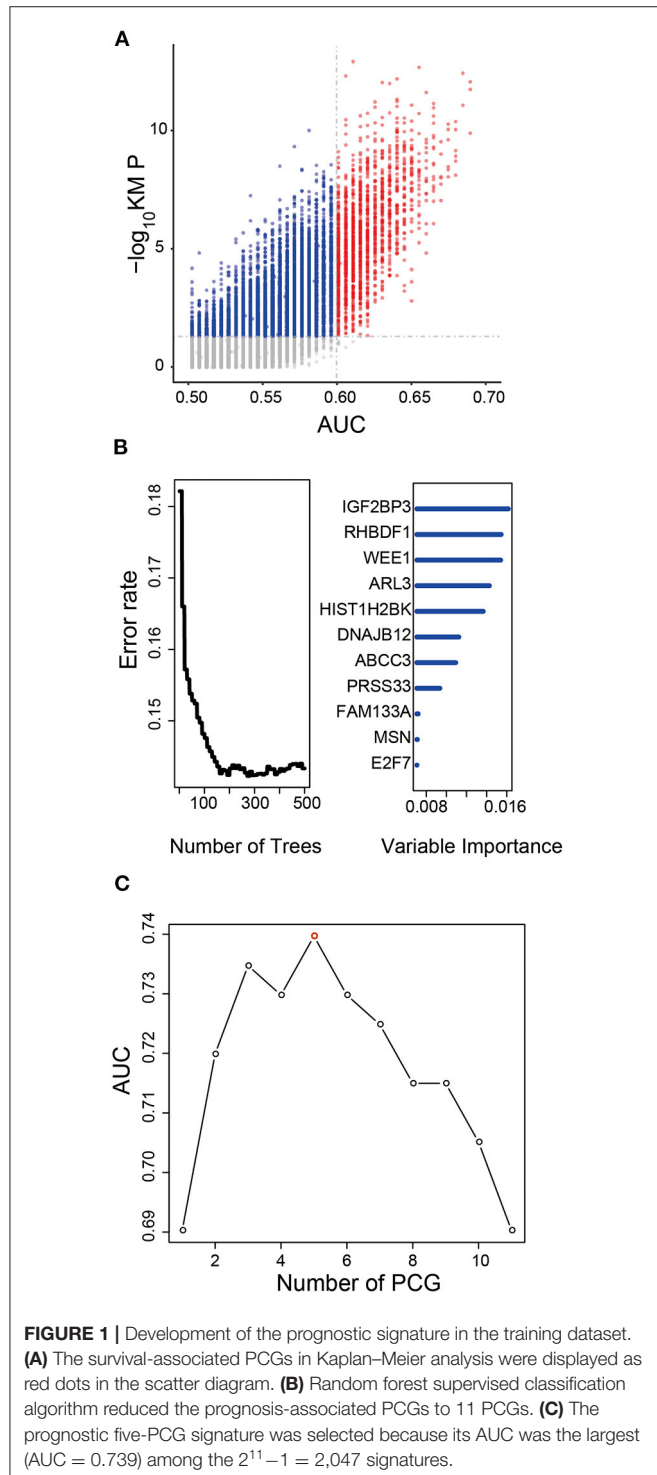 A
−log10KM P
10
5
0
0.50 0.55 0.60 0.65 0.70
AUC
B
Error rate
0.18
0.17
0.16
0.15
100 300 500
Number of Trees
IGF2BP3
RHBDF1
WEE1
ARL3
HIST1H2BK
DNAJB12
ABCC3
PRSS33
FAM133A
MSN
E2F7
0.008 0.016
Variable Importance
C
AUC
0.74
0.73
0.72
0.71
0.70
0.69
2 4 6 8 10
Number of PCG
FIGURE 1 | Development of the prognostic signature in the training dataset.
(A) The survival-associated PCGs in Kaplan–Meier analysis were displayed as
red dots in the scatter diagram. (B) Random forest supervised classification
algorithm reduced the prognosis-associated PCGs to 11 PCGs. (C) The
prognostic five-PCG signature was selected because its AUC was the largest
(AUC = 0.739) among the 2¹¹−1 = 2,047 signatures.